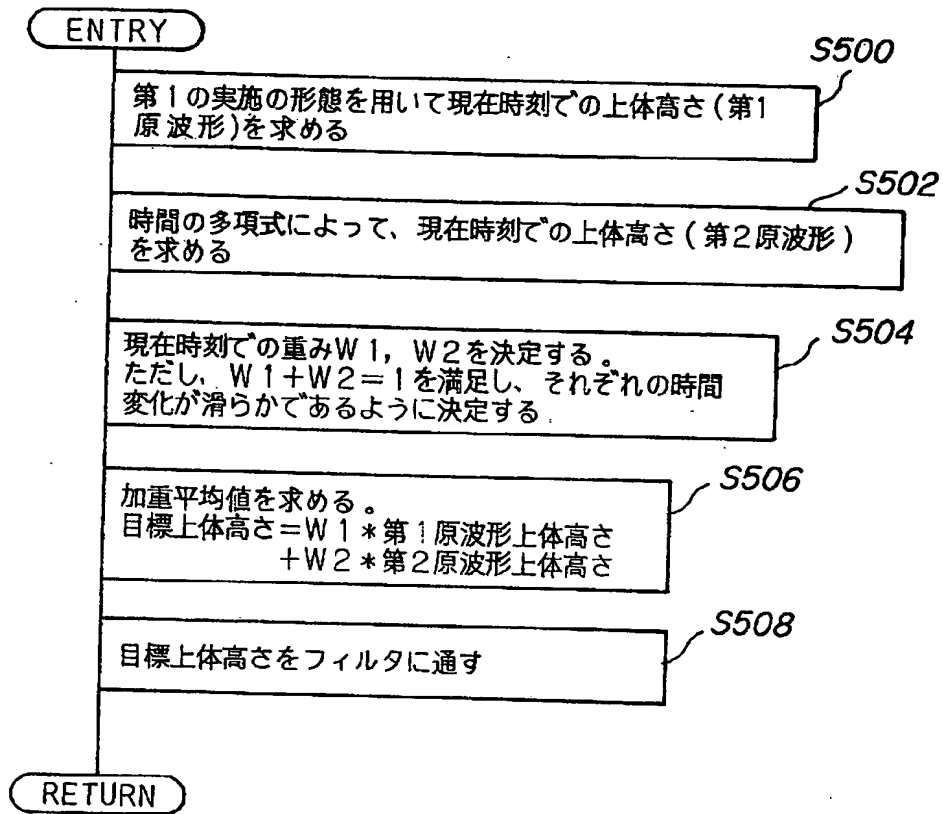 ENTRY
S500
第1の実施の形態を用いて現在時刻での上体高さ(第1
原波形)を求める
S502
時間の多項式によって、現在時刻での上体高さ(第2原波形)
を求める
S504
現在時刻での重みW1，W2を決定する。
ただし、W1+W2=1を満足し、それぞれの時間
変化が滑らかであるように決定する
S506
加重平均値を求める。
目標上体高さ=W1*第1原波形上体高さ
+W2*第2原波形上体高さ
S508
目標上体高さをフィルタに通す
RETURN